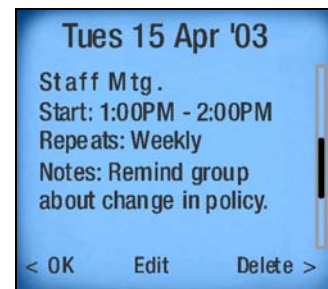 Tues 15 Apr '03
Staff Mtg.
Start: 1:00PM - 2:00PM
Repeats: Weekly
Notes: Remind group
about change in policy.
< OK Edit Delete >